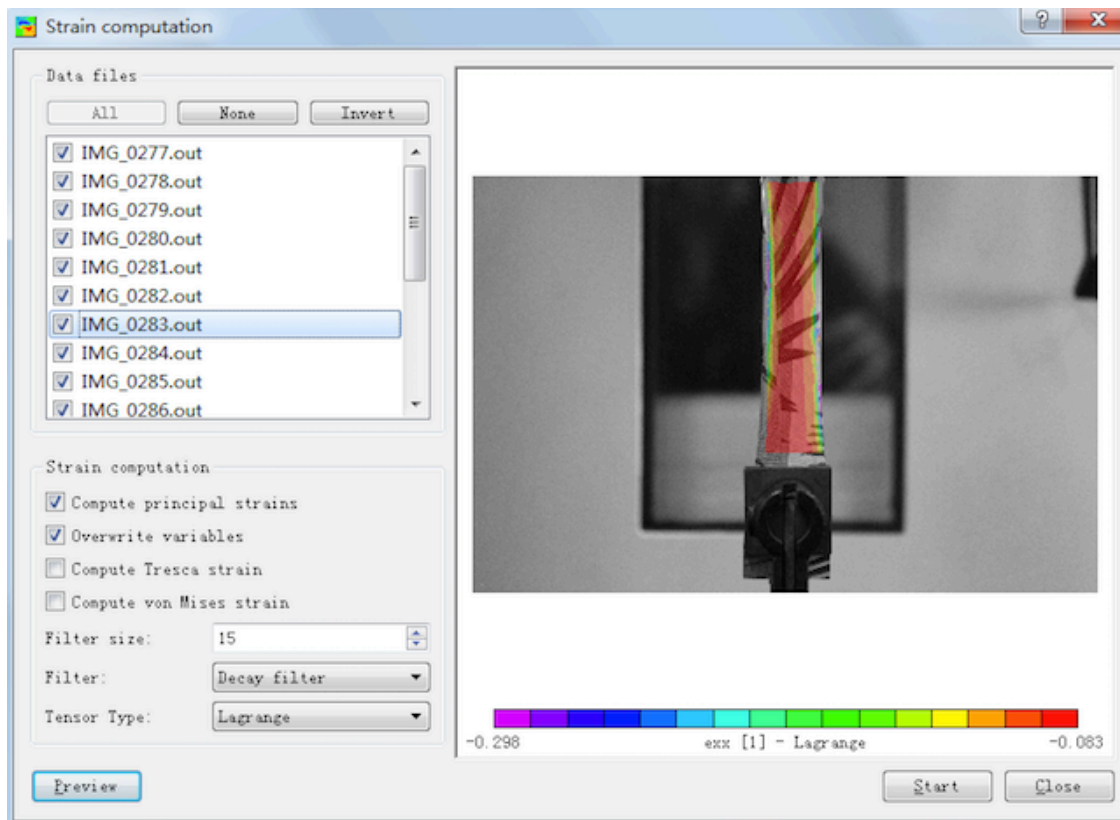 Strain computation
Data files
All None Invert
IMG_0277.out
IMG_0278.out
IMG_0279.out
IMG_0280.out
IMG_0281.out
IMG_0282.out
IMG_0283.out
IMG_0284.out
IMG_0285.out
IMG_0286.out
Strain computation
Compute principal strains
Overwrite variables
Compute Tresca strain
Compute von Mises strain
Filter size: 15
Filter: Decay filter
Tensor Type: Lagrange
-0.298 exx [1] - Lagrange -0.083
Preview Start Close